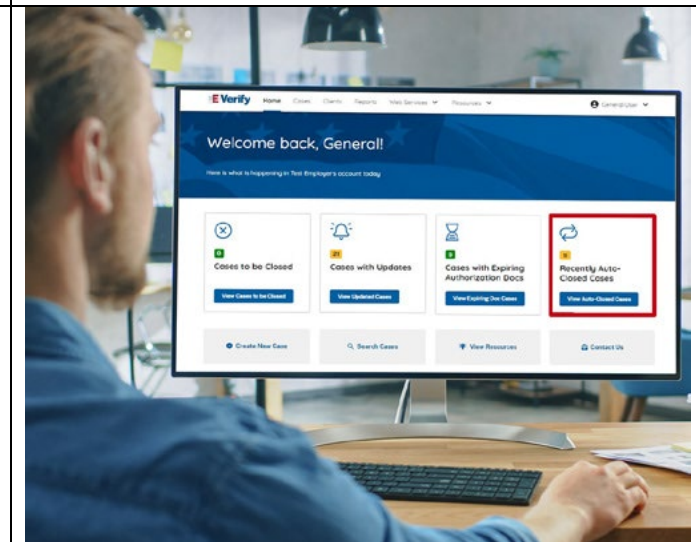 E-Verify Home Cases Clients Reports Web Services Resources General User
Welcome back, General!
Here is what is happening in Test Employer's account today
0
Cases to be Closed
View Cases to be Closed
21
Cases with Updates
View Updated Cases
Cases with Expiring
Authorization Docs
View Expiring Doc Cases
Recently Auto-
Closed Cases
View Auto-Closed Cases
Create New Case
Search Cases
View Resources
Contact Us